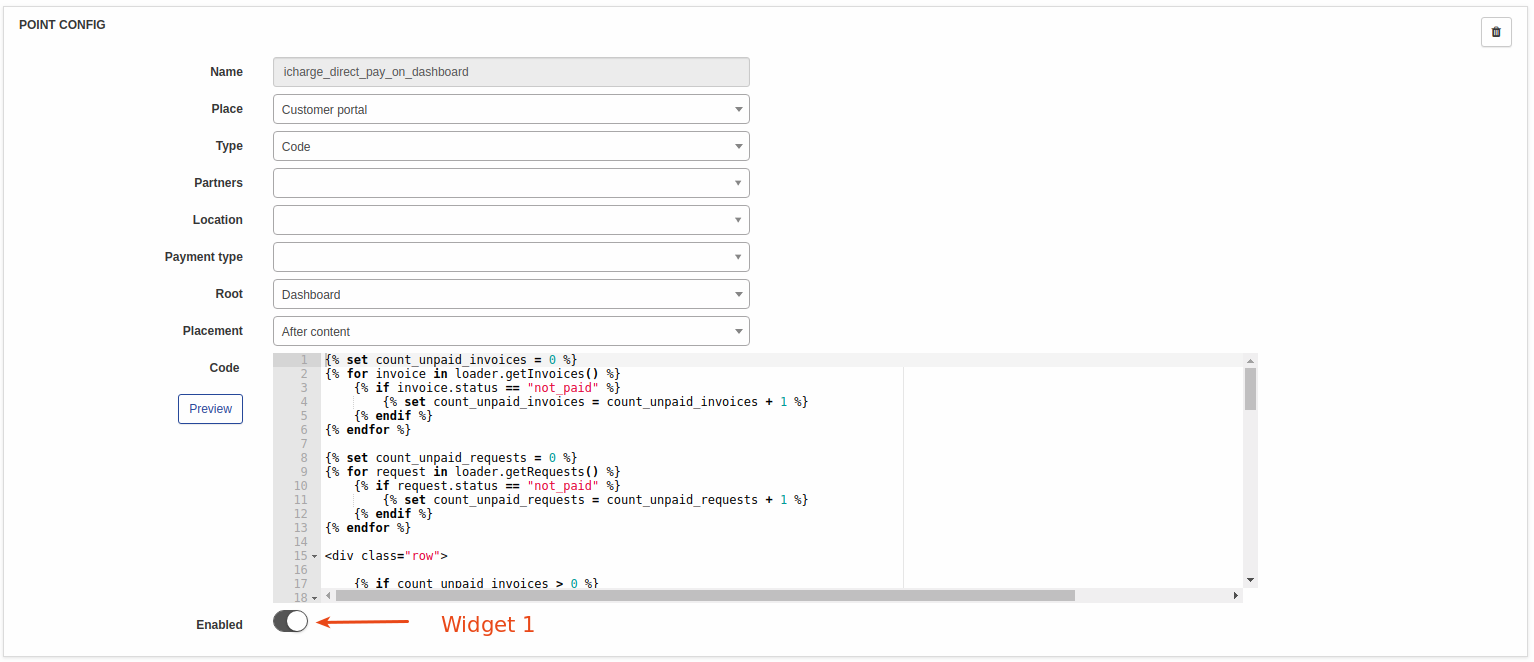 POINT CONFIG
Name icharge_direct_pay_on_dashboard
Place Customer portal
Type Code
Partners
Location
Payment type
Root Dashboard
Placement After content
Code
Preview
1 {% set count_unpaid_invoices = 0 %}
2 {% for invoice in loader.getInvoices() %}
3     {% if invoice.status == "not_paid" %}
4         {% set count_unpaid_invoices = count_unpaid_invoices + 1 %}
5     {% endif %}
6 {% endfor %}
7
8 {% set count_unpaid_requests = 0 %}
9 {% for request in loader.getRequests() %}
10     {% if request.status == "not_paid" %}
11         {% set count_unpaid_requests = count_unpaid_requests + 1 %}
12     {% endif %}
13 {% endfor %}
14
15 <div class="row">
16
17     {% if count_unpaid_invoices > 0 %}
18
Enabled Widget 1